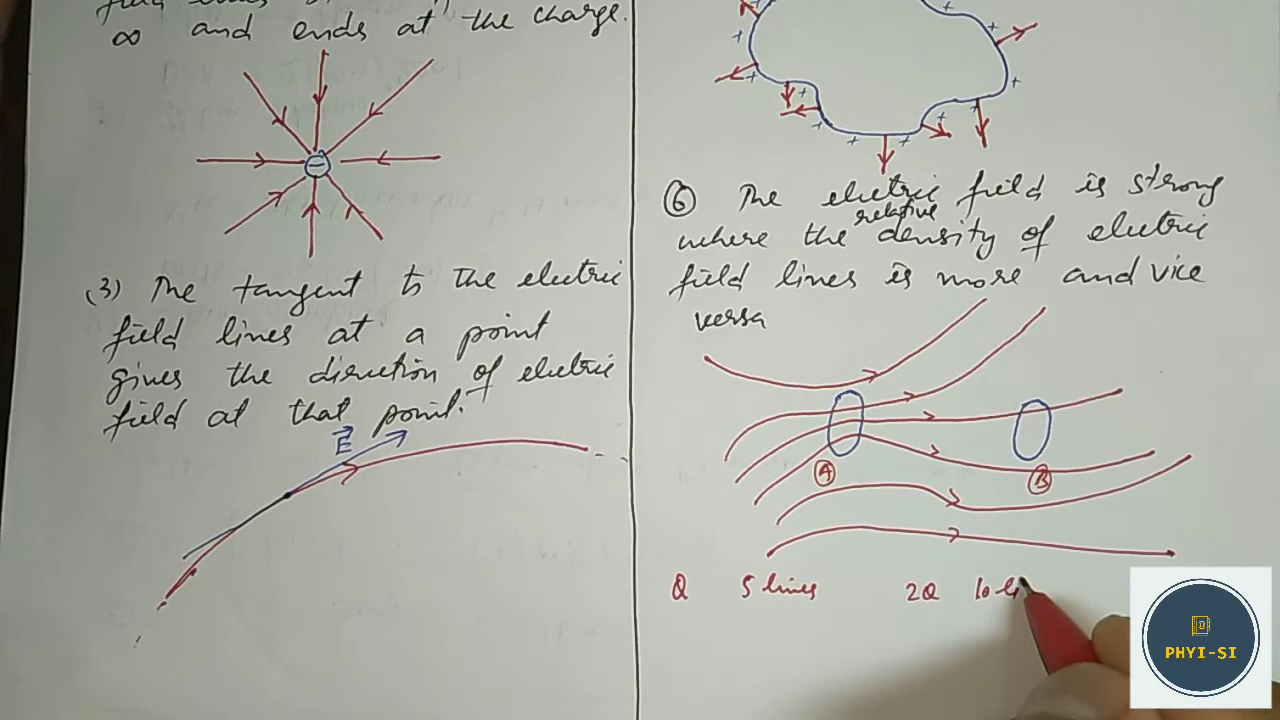 ∞ and ends at the charge.
(3) The tangent to the electric
field lines at a point
gives the direction of electric
field at that point.
E
⑥ The electric field is strong
relative
where the density of electric
field lines is more and vice
versa
A
B
Q 5 lines 2Q 10 li
PHYI-SI